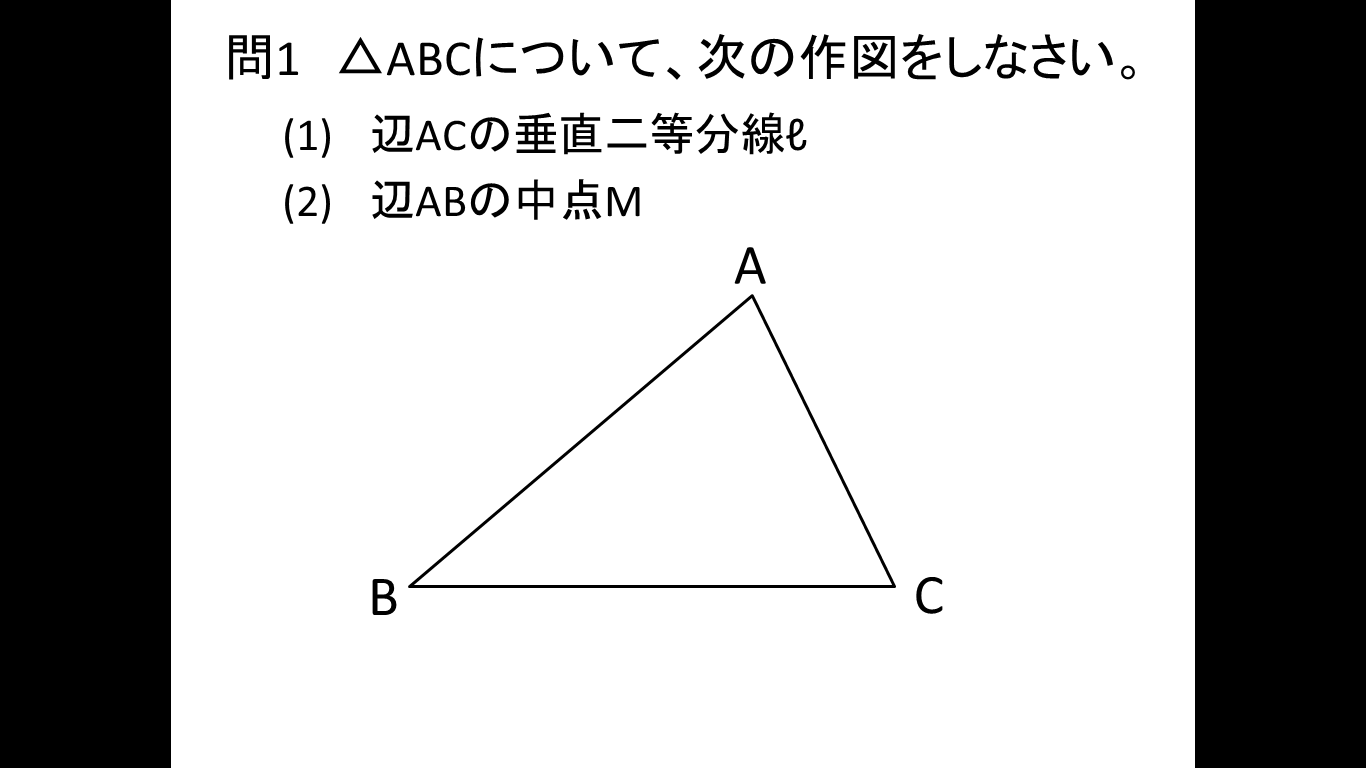 問1 △ABCについて、次の作図をしなさい。
(1) 辺ACの垂直二等分線ℓ
(2) 辺ABの中点M
A
B
C